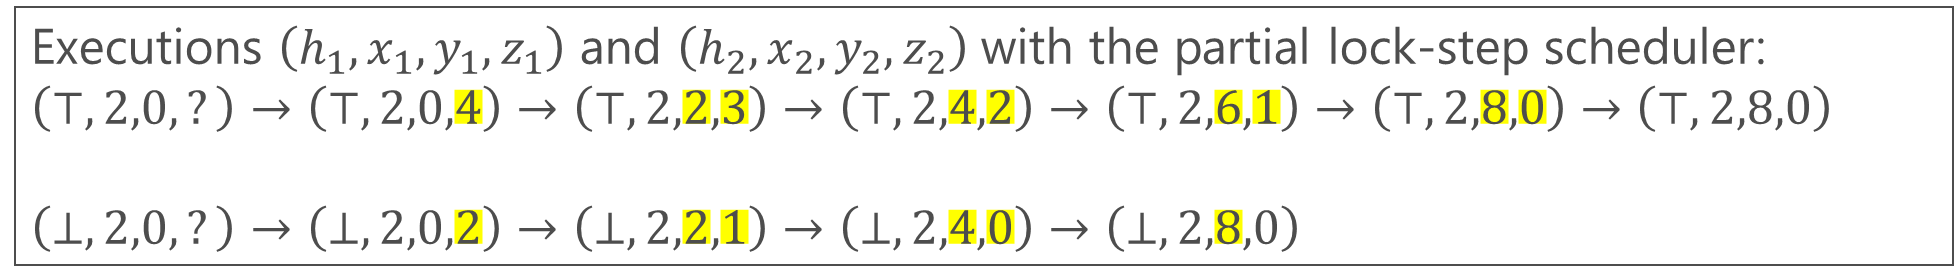 Executions (h₁, x₁, y₁, z₁) and (h₂, x₂, y₂, z₂) with the partial lock-step scheduler:
(⊤, 2,0, ?) → (⊤, 2,0,4) → (⊤, 2,2,3) → (⊤, 2,4,2) → (⊤, 2,6,1) → (⊤, 2,8,0) → (⊤, 2,8,0)
(⊥, 2,0, ?) → (⊥, 2,0,2) → (⊥, 2,2,1) → (⊥, 2,4,0) → (⊥, 2,8,0)